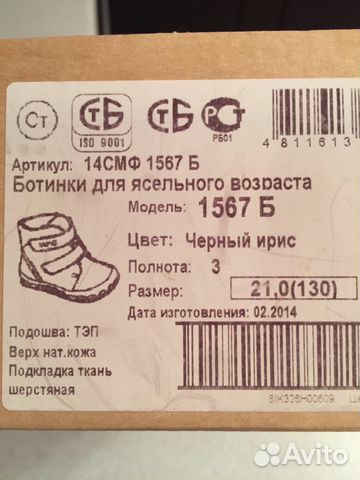 Ст СТБ ISO 9001 СТБ РСТ РБ01
4 811613
Артикул: 14СМФ 1567 Б
Ботинки для ясельного возраста
Модель: 1567 Б
Цвет: Черный ирис
Полнота: 3
Размер: 21,0(130)
Дата изготовления: 02.2014
Подошва: ТЭП
Верх нат.кожа
Подкладка ткань
шерстяная
8IK326H00609
Avito